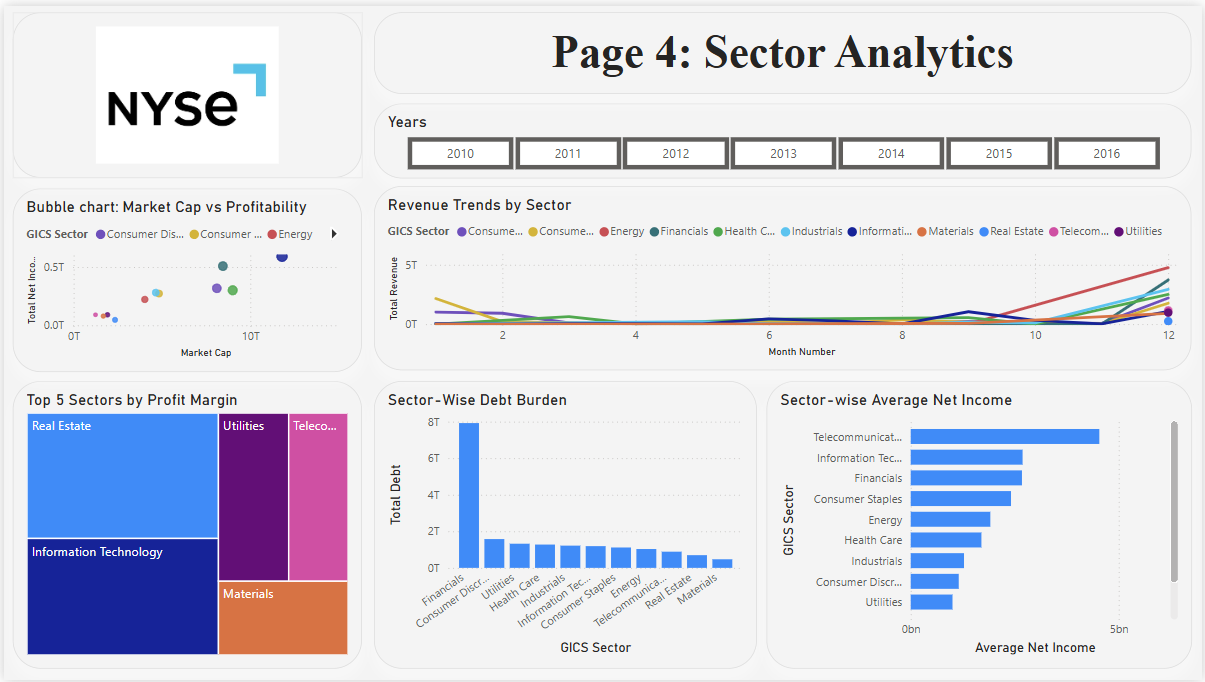 NYSE
Page 4: Sector Analytics
Years
2010 2011 2012 2013 2014 2015 2016
Bubble chart: Market Cap vs Profitability
GICS Sector Consumer Dis... Consumer ... Energy
Total Net Inco...
0.5T
0.0T
0T 10T
Market Cap
Revenue Trends by Sector
GICS Sector Consume... Consume... Energy Financials Health C... Industrials Informati... Materials Real Estate Telecom... Utilities
Total Revenue
5T
0T
2 4 6 8 10 12
Month Number
Top 5 Sectors by Profit Margin
Real Estate
Utilities
Teleco...
Information Technology
Materials
Sector-Wise Debt Burden
Total Debt
8T
6T
4T
2T
0T
Financials
Consumer Discr...
Utilities
Health Care
Industrials
Information Tec...
Consumer Staples
Energy
Telecommunica...
Real Estate
Materials
GICS Sector
Sector-wise Average Net Income
GICS Sector
Telecommunicat...
Information Tec...
Financials
Consumer Staples
Energy
Health Care
Industrials
Consumer Discr...
Utilities
0bn 5bn
Average Net Income